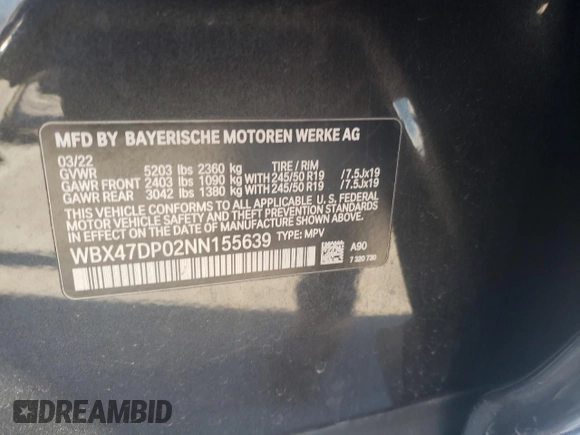 MFD BY BAYERISCHE MOTOREN WERKE AG
03/22 TIRE / RIM
GVWR 5203 lbs 2360 kg
GAWR FRONT 2403 lbs 1090 kg WITH 245/50 R19 /7.5Jx19
GAWR REAR 3042 lbs 1380 kg WITH 245/50 R19 /7.5Jx19
THIS VEHICLE CONFORMS TO ALL APPLICABLE U. S. FEDERAL
MOTOR VEHICLE SAFETY AND THEFT PREVENTION STANDARDS
IN EFFECT ON THE DATE OF MANUFACTURE SHOWN ABOVE.
WBX47DP02NN155639 TYPE: MPV
A90
7 320 730
DREAMBID